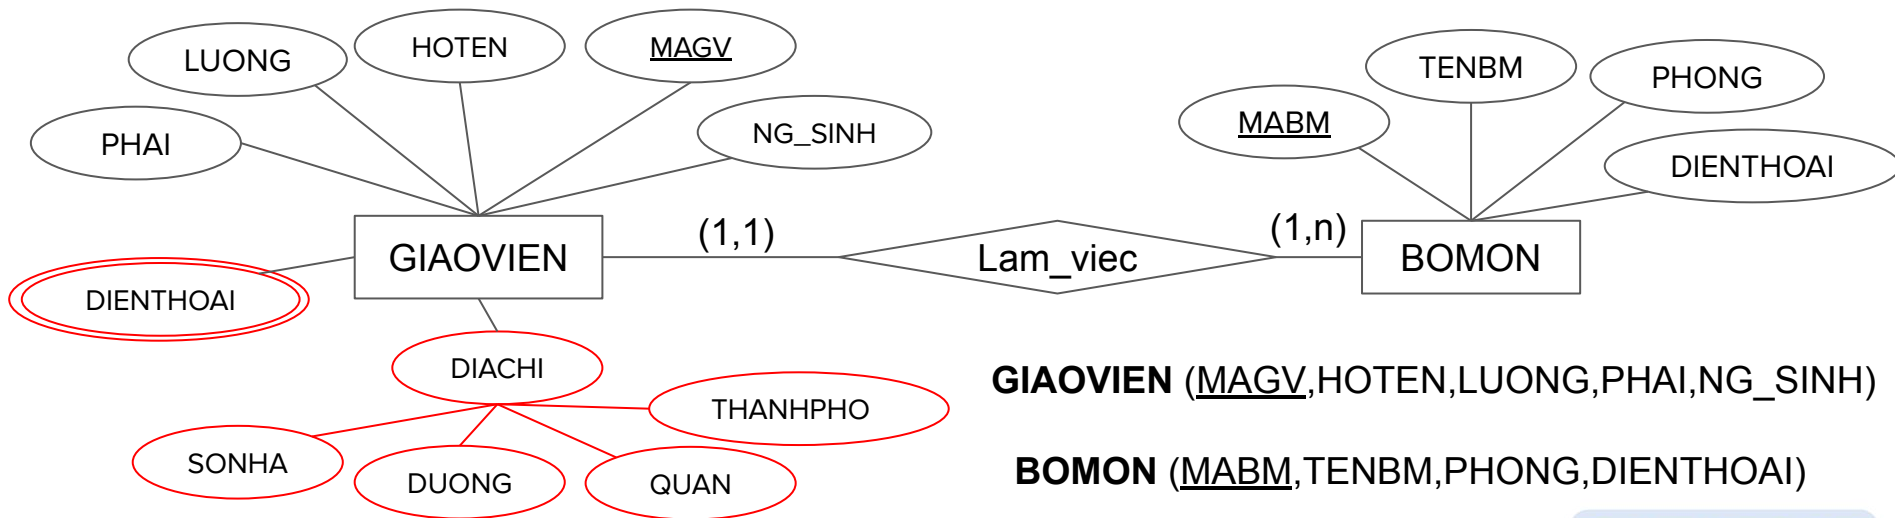 HOTEN
MAGV
LUONG
TENBM
PHONG
MABM
NG_SINH
PHAI
DIENTHOAI
(1,1)
(1,n)
GIAOVIEN
Lam_viec
BOMON
DIENTHOAI
DIACHI
GIAOVIEN (MAGV,HOTEN,LUONG,PHAI,NG_SINH)
THANHPHO
SONHA
DUONG
QUAN
BOMON (MABM,TENBM,PHONG,DIENTHOAI)